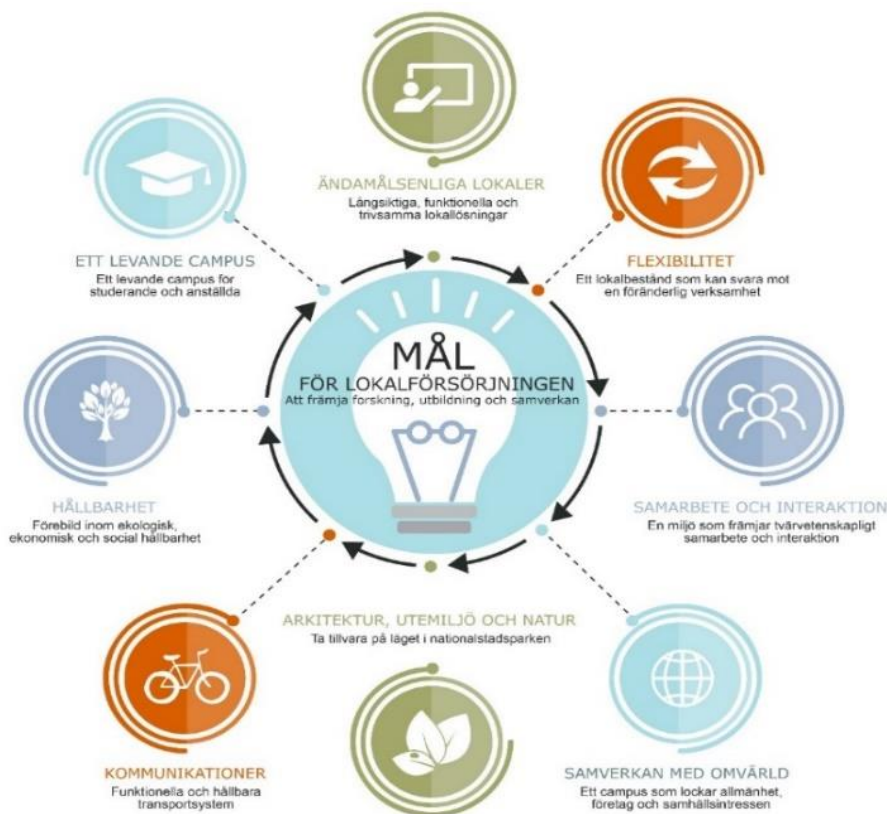 ÄNDAMÅLSENLIGA LOKALER
Långsiktiga, funktionella och
trivsamma lokallösningar
FLEXIBILITET
Ett lokalbestånd som kan svara mot
en föränderlig verksamhet
ETT LEVANDE CAMPUS
Ett levande campus för
studerande och anställda
MÅL
FÖR LOKALFÖRSÖRJNINGEN
Att främja forskning, utbildning och samverkan
HÅLLBARHET
Förebild inom ekologisk,
ekonomisk och social hållbarhet
SAMARBETE OCH INTERAKTION
En miljö som främjar tvärvetenskapligt
samarbete och interaktion
ARKITEKTUR, UTEMILJÖ OCH NATUR
Ta tillvara på läget i nationalstadsparken
KOMMUNIKATIONER
Funktionella och hållbara
transportsystem
SAMVERKAN MED OMVÄRLD
Ett campus som lockar allmänhet,
företag och samhällsintressen